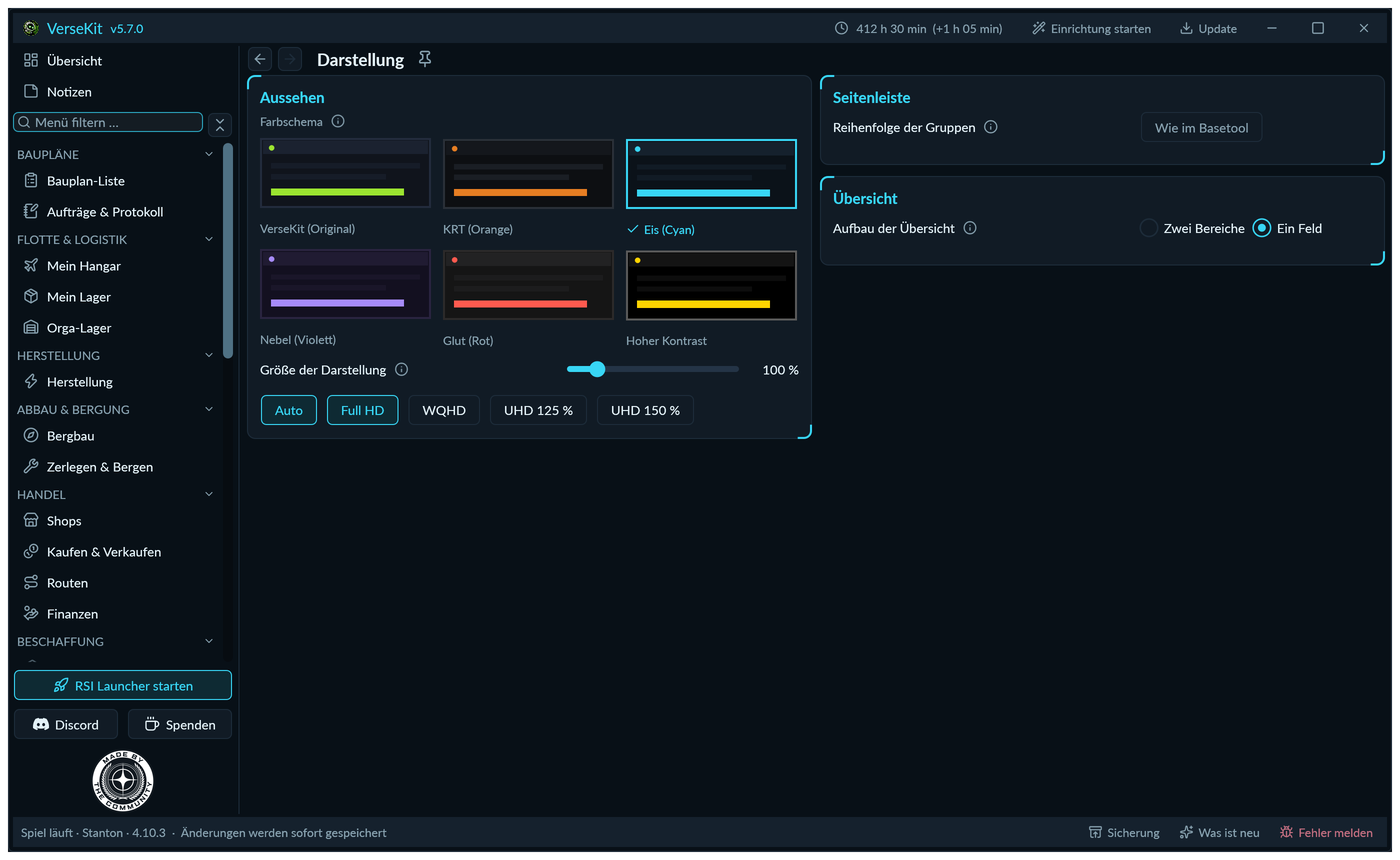 VerseKit v5.7.0
412 h 30 min (+1 h 05 min)
Einrichtung starten
Update
Übersicht
Notizen
Menü filtern ...
BAUPLÄNE
Bauplan-Liste
Aufträge & Protokoll
FLOTTE & LOGISTIK
Mein Hangar
Mein Lager
Orga-Lager
HERSTELLUNG
Herstellung
ABBAU & BERGUNG
Bergbau
Zerlegen & Bergen
HANDEL
Shops
Kaufen & Verkaufen
Routen
Finanzen
BESCHAFFUNG
RSI Launcher starten
Discord
Spenden
MADE BY
THE COMMUNITY
Darstellung
Aussehen
Farbschema
VerseKit (Original)
KRT (Orange)
Eis (Cyan)
Nebel (Violett)
Glut (Rot)
Hoher Kontrast
Größe der Darstellung
100 %
Auto
Full HD
WQHD
UHD 125 %
UHD 150 %
Seitenleiste
Reihenfolge der Gruppen
Wie im Basetool
Übersicht
Aufbau der Übersicht
Zwei Bereiche
Ein Feld
Spiel läuft · Stanton · 4.10.3 · Änderungen werden sofort gespeichert
Sicherung
Was ist neu
Fehler melden